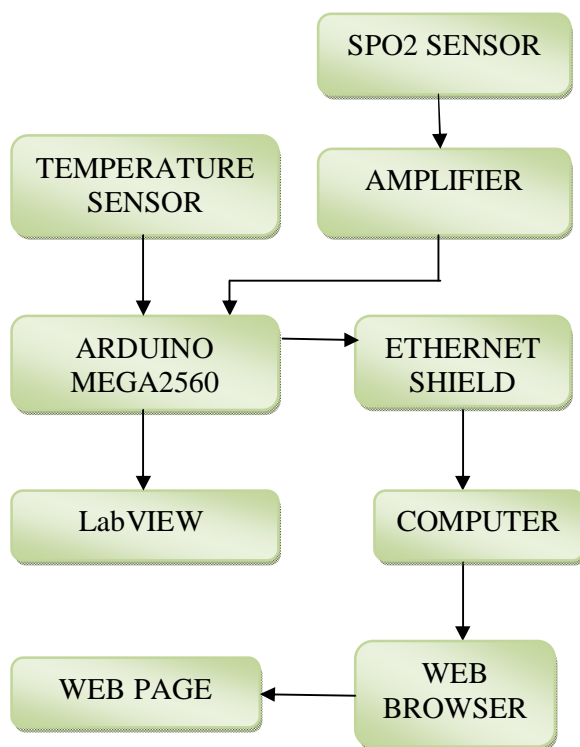 SPO2 SENSOR
TEMPERATURE
SENSOR
AMPLIFIER
ARDUINO
MEGA2560
ETHERNET
SHIELD
LabVIEW
COMPUTER
WEB PAGE
WEB
BROWSER